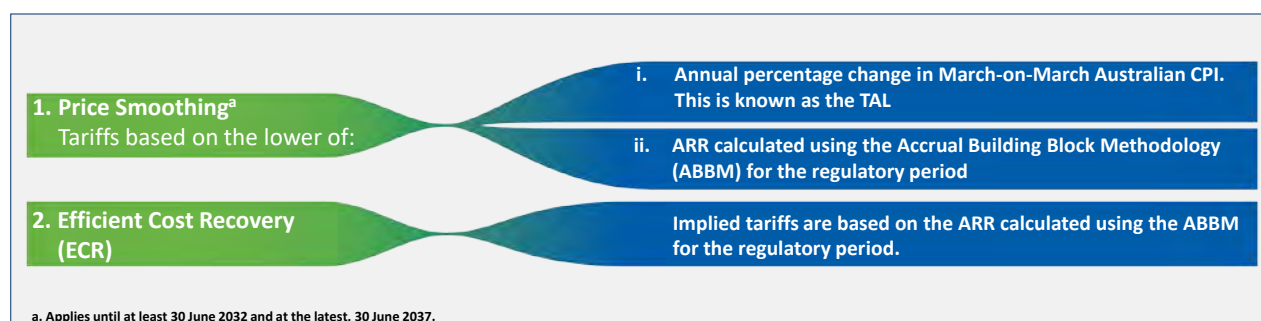 1. Price Smoothingᵃ
Tariffs based on the lower of:
i. Annual percentage change in March-on-March Australian CPI.
This is known as the TAL
ii. ARR calculated using the Accrual Building Block Methodology
(ABBM) for the regulatory period
2. Efficient Cost Recovery
(ECR)
Implied tariffs are based on the ARR calculated using the ABBM
for the regulatory period.
a. Applies until at least 30 June 2032 and at the latest, 30 June 2037.